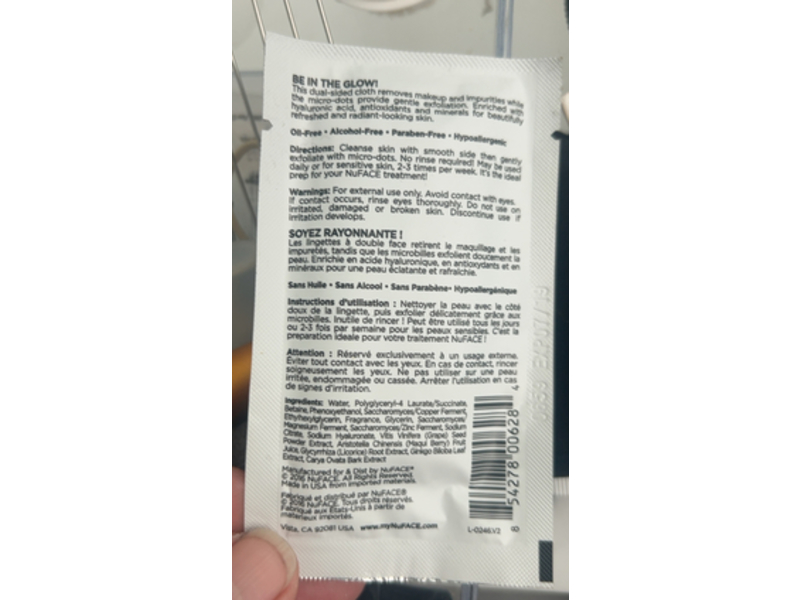 BE IN THE GLOW!
This dual-sided cloth removes makeup and impurities while
the micro-dots provide gentle exfoliation. Enriched with
hyaluronic acid, antioxidants and minerals for beautifully
refreshed and radiant-looking skin.
Oil-Free • Alcohol-Free • Paraben-Free • Hypoallergenic
Directions: Cleanse skin with smooth side then gently
exfoliate with micro-dots. No rinse required! May be used
daily or for sensitive skin, 2-3 times per week. It's the ideal
prep for your NuFACE treatment!
Warnings: For external use only. Avoid contact with eyes.
If contact occurs, rinse eyes thoroughly. Do not use on
irritated, damaged or broken skin. Discontinue use if
irritation develops.
SOYEZ RAYONNANTE !
Les lingettes à double face retirent le maquillage et les
impuretés, tandis que les microbilles exfolient doucement la
peau. Enrichie en acide hyaluronique, en antioxydants et en
minéraux pour une peau éclatante et rafraîchie.
Sans Huile • Sans Alcool • Sans Parabène• Hypoallergénique
Instructions d'utilisation : Nettoyer la peau avec le côté
doux de la lingette, puis exfolier délicatement grâce aux
microbilles. Inutile de rincer ! Peut être utilisé tous les jours
ou 2-3 fois par semaine pour les peaux sensibles. C'est la
preparation ideale pour votre traitement NuFACE !
Attention : Réservé exclusivement à un usage externe.
Éviter tout contact avec les yeux. En cas de contact, rincer
soigneusement les yeux. Ne pas utiliser sur une peau
irritée, endommagée ou cassée. Arrêter l'utilisation en cas
de signes d'irritation.
Ingredients: Water, Polyglyceryl-4 Laurate/Succinate,
Betaine, Phenoxyethanol, Saccharomyces/Copper Ferment,
Ethylhexylglycerin, Fragrance, Glycerin, Saccharomyces/
Magnesium Ferment, Saccharomyces/Zinc Ferment, Sodium
Citrate, Sodium Hyaluronate, Vitis Vinifera (Grape) Seed
Powder Extract, Aristotelia Chinensis (Maqui Berry) Fruit
Juice, Glycyrrhiza (Licorice) Root Extract, Ginkgo Biloba Leaf
Extract, Carya Ovata Bark Extract
Manufactured for & Dist by NuFACE®
© 2016 NuFACE. All Rights Reserved.
Made in USA from imported materials.
Fabriqué et distribué par NuFACE®
© 2016 NuFACE. Tous droits réservés.
Fabriqué aux États-Unis à partir de
matériaux importés.
Vista, CA 92081 USA www.myNuFACE.com
L-0246.V2
54278 00628 4
EXP07/19